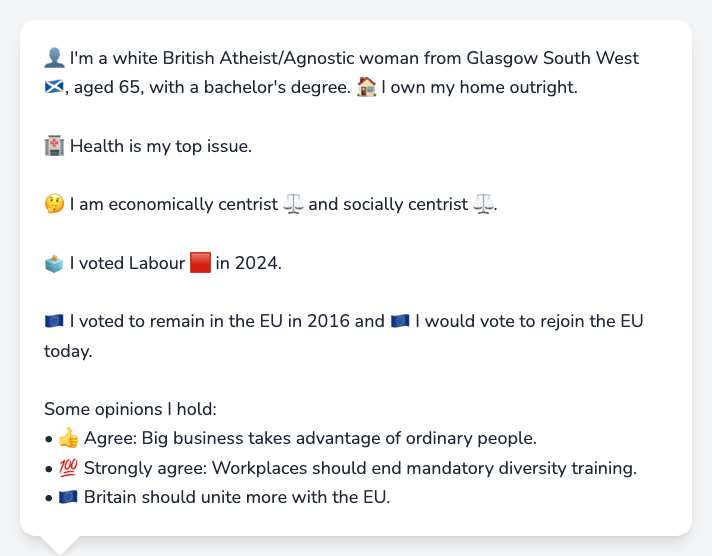 👤 I'm a white British Atheist/Agnostic woman from Glasgow South West
🏴󠁧󠁢󠁳󠁣󠁴󠁿, aged 65, with a bachelor's degree. 🏠 I own my home outright.
🏥 Health is my top issue.
🤔 I am economically centrist ⚖️ and socially centrist ⚖️.
🗳️ I voted Labour 🟥 in 2024.
🇪🇺 I voted to remain in the EU in 2016 and 🇪🇺 I would vote to rejoin the EU
today.
Some opinions I hold:
• 👍 Agree: Big business takes advantage of ordinary people.
• 💯 Strongly agree: Workplaces should end mandatory diversity training.
• 🇪🇺 Britain should unite more with the EU.